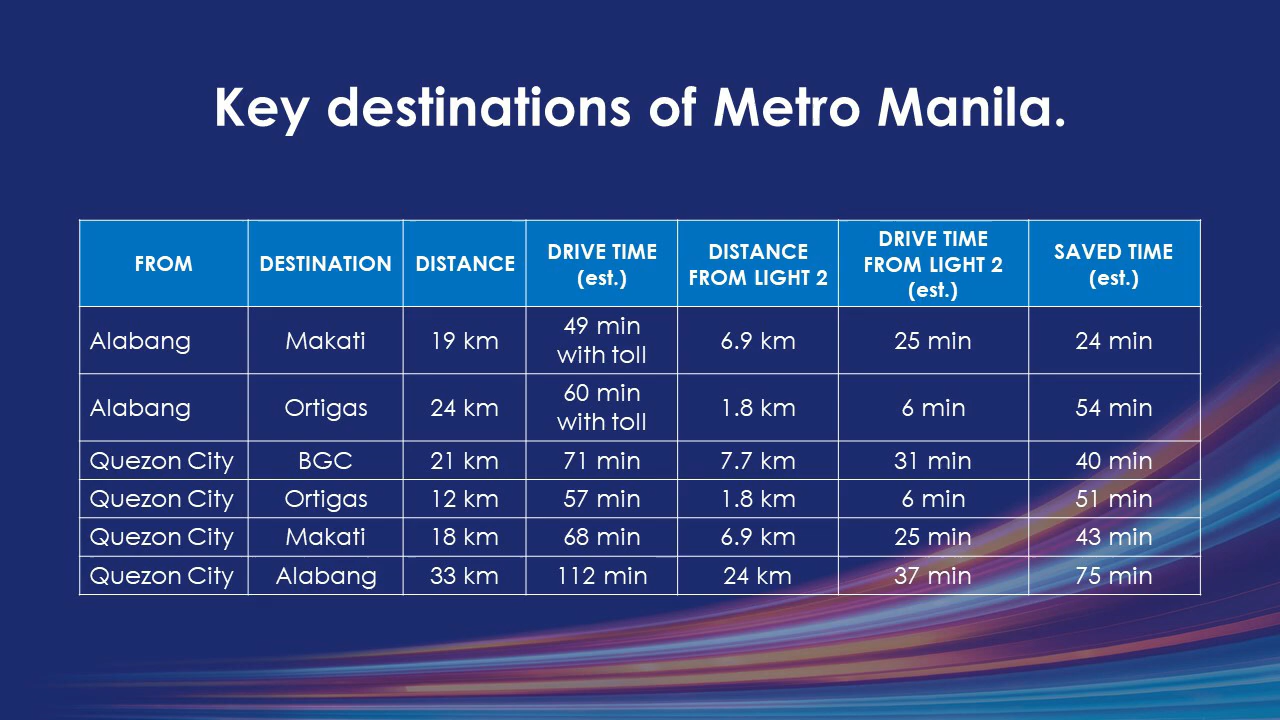 Key destinations of Metro Manila.
FROM DESTINATION DISTANCE DRIVE TIME (est.) DISTANCE FROM LIGHT 2 DRIVE TIME FROM LIGHT 2 (est.) SAVED TIME (est.)
Alabang Makati 19 km 49 min with toll 6.9 km 25 min 24 min
Alabang Ortigas 24 km 60 min with toll 1.8 km 6 min 54 min
Quezon City BGC 21 km 71 min 7.7 km 31 min 40 min
Quezon City Ortigas 12 km 57 min 1.8 km 6 min 51 min
Quezon City Makati 18 km 68 min 6.9 km 25 min 43 min
Quezon City Alabang 33 km 112 min 24 km 37 min 75 min